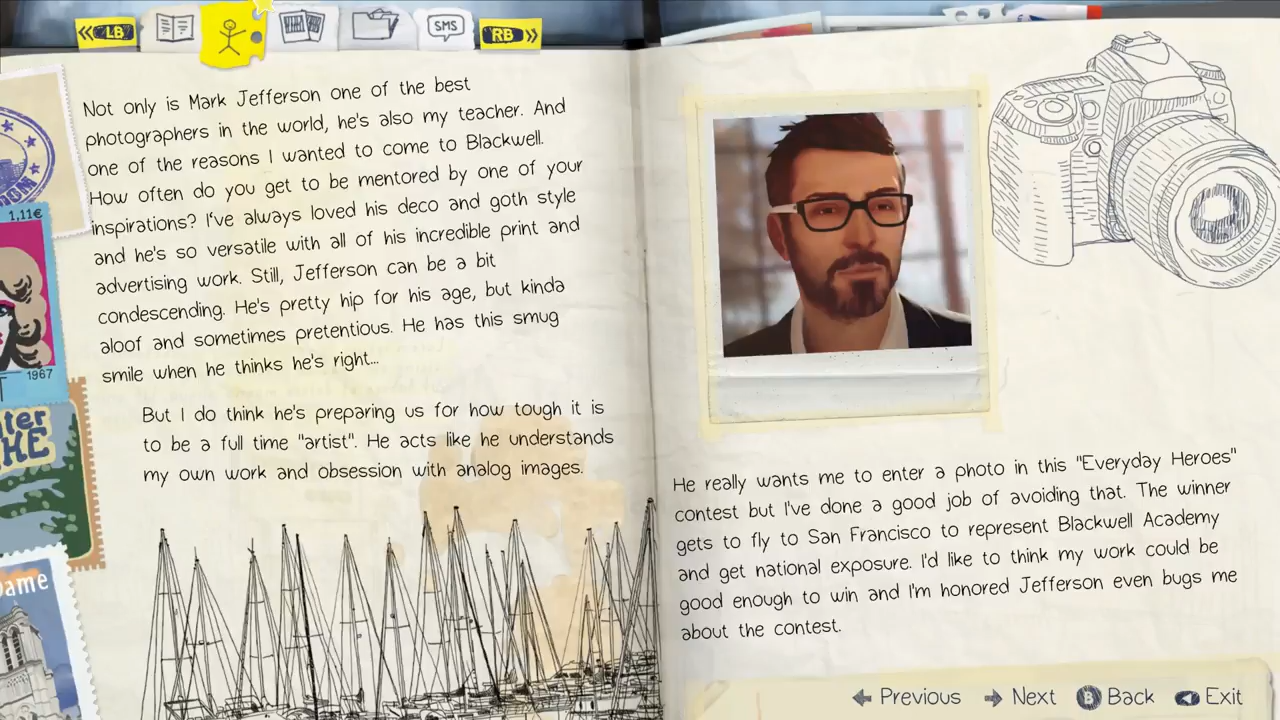 LB
SMS
RB
Not only is Mark Jefferson one of the best
photographers in the world, he's also my teacher. And
one of the reasons I wanted to come to Blackwell.
How often do you get to be mentored by one of your
inspirations? I've always loved his deco and goth style
and he's so versatile with all of his incredible print and
advertising work. Still, Jefferson can be a bit
condescending. He's pretty hip for his age, but kinda
aloof and sometimes pretentious. He has this smug
smile when he thinks he's right...
But I do think he's preparing us for how tough it is
to be a full time "artist". He acts like he understands
my own work and obsession with analog images.
1,11€
1967
He really wants me to enter a photo in this "Everyday Heroes"
contest but I've done a good job of avoiding that. The winner
gets to fly to San Francisco to represent Blackwell Academy
and get national exposure. I'd like to think my work could be
good enough to win and I'm honored Jefferson even bugs me
about the contest.
Previous
Next
B Back
Exit